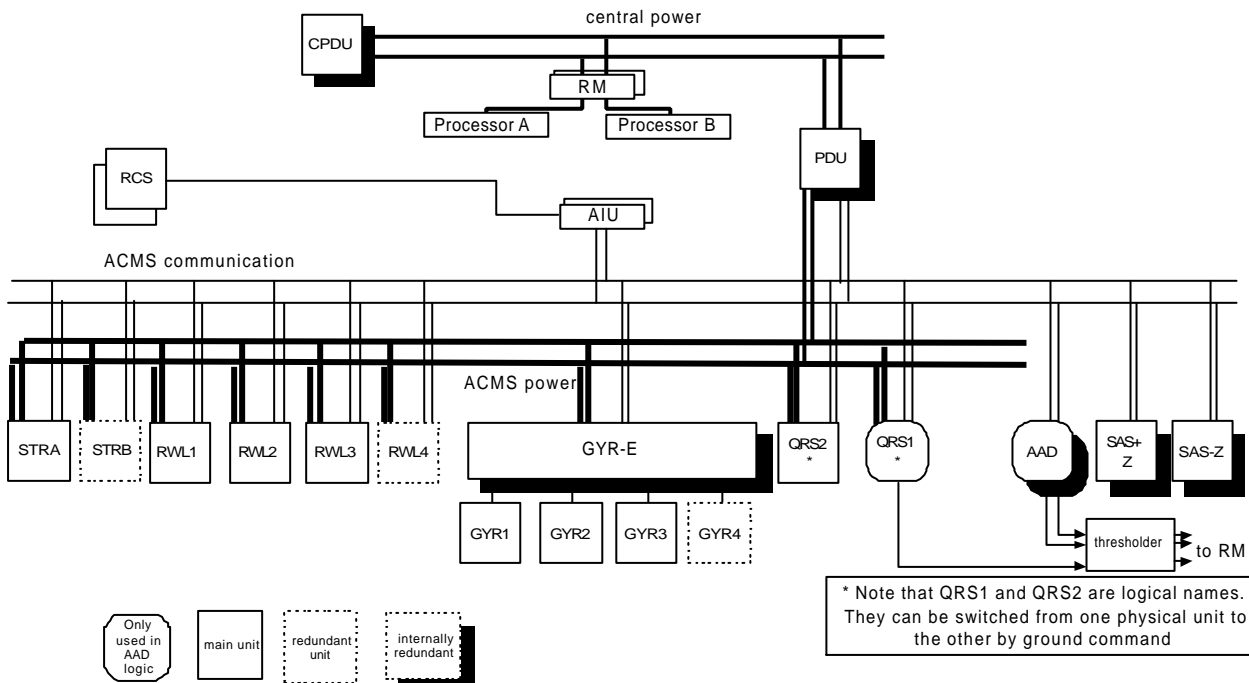 central power
CPDU
RM
Processor A
Processor B
PDU
RCS
AIU
ACMS communication
ACMS power
STRA
STRB
RWL1
RWL2
RWL3
RWL4
GYR-E
QRS2
*
QRS1
*
AAD
SAS+
Z
SAS-Z
GYR1
GYR2
GYR3
GYR4
thresholder
to RM
* Note that QRS1 and QRS2 are logical names.
They can be switched from one physical unit to
the other by ground command
Only
used in
AAD
logic
main unit
redundant
unit
internally
redundant